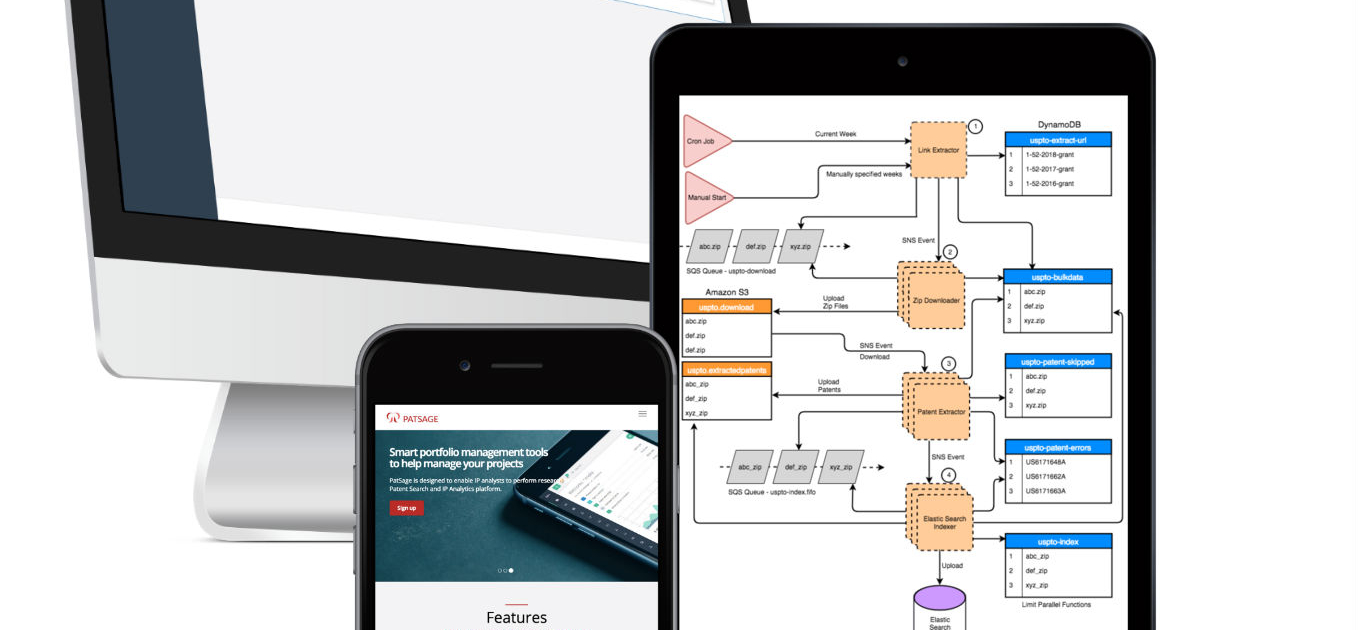 PATSAGE
Smart portfolio management tools
to help manage your projects
PatSage is designed to enable IP analysts to perform resear
Patent Search and IP Analytics platform.
Sign up
Features
Cron Job
Current Week
Manual Start
Manually specified weeks
Link Extractor
1
DynamoDB
uspto-extract-url
1 1-52-2018-grant
2 1-52-2017-grant
3 1-52-2016-grant
abc.zip
def.zip
xyz.zip
SQS Queue - uspto-download
SNS Event
2
Zip Downloader
uspto-bulkdata
1 abc.zip
2 def.zip
3 xyz.zip
Amazon S3
uspto.download
abc.zip
def.zip
def.zip
Upload
Zip Files
SNS Event
Download
3
uspto.extractedpatents
abc_zip
def_zip
xyz_zip
Upload
Patents
Patent Extractor
uspto-patent-skipped
1 abc.zip
2 def.zip
3 xyz.zip
abc_zip
def_zip
xyz_zip
SQS Queue - uspto-index.fifo
SNS Event
4
uspto-patent-errors
1 US6171648A
2 US6171662A
3 US6171663A
Elastic Search
Indexer
uspto-index
1 abc_zip
2 def_zip
3 xyz_zip
Limit Parallel Functions
Upload
Elastic
Search